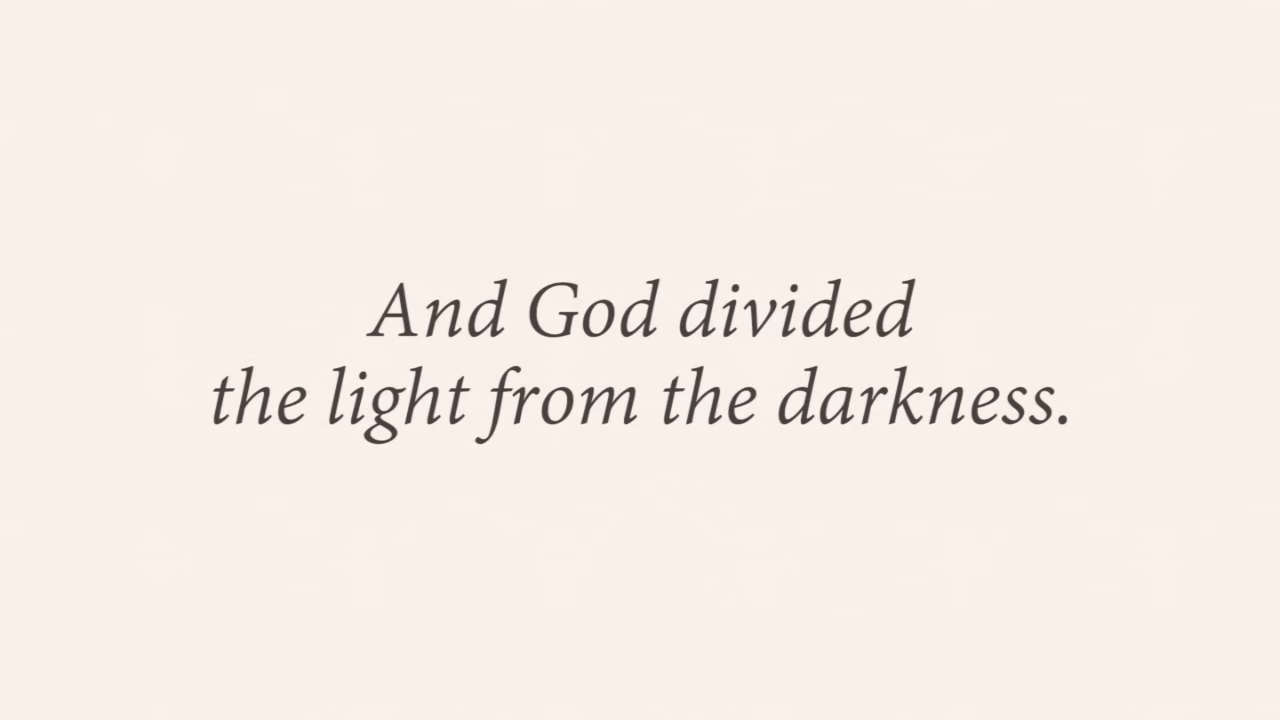 And God divided
the light from the darkness.